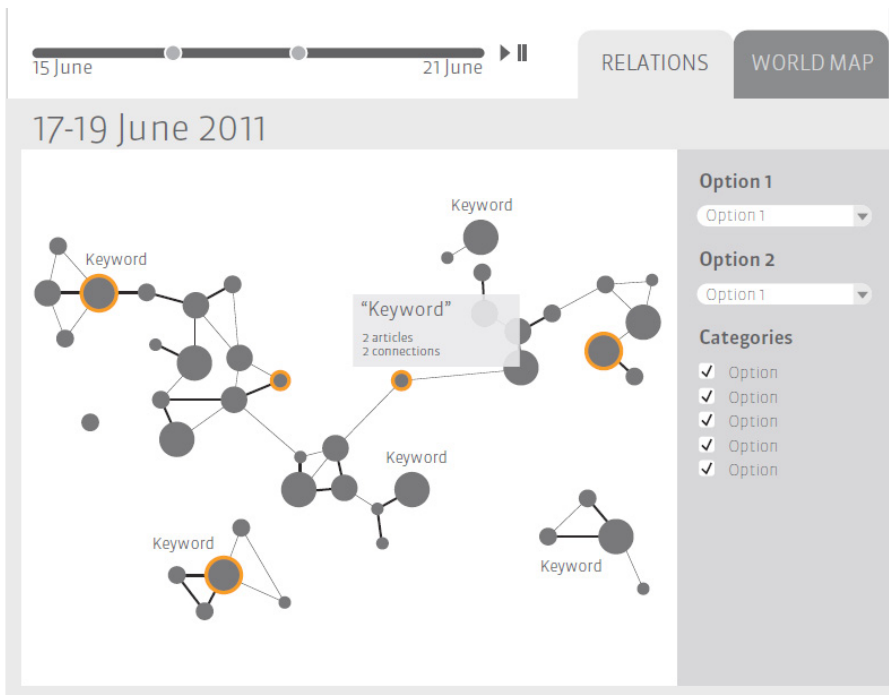 15 June
21 June
RELATIONS
WORLD MAP
17-19 June 2011
Keyword
Keyword
"Keyword"
2 articles
2 connections
Keyword
Keyword
Keyword
Option 1
Option 1
Option 2
Option 1
Categories
Option
Option
Option
Option
Option